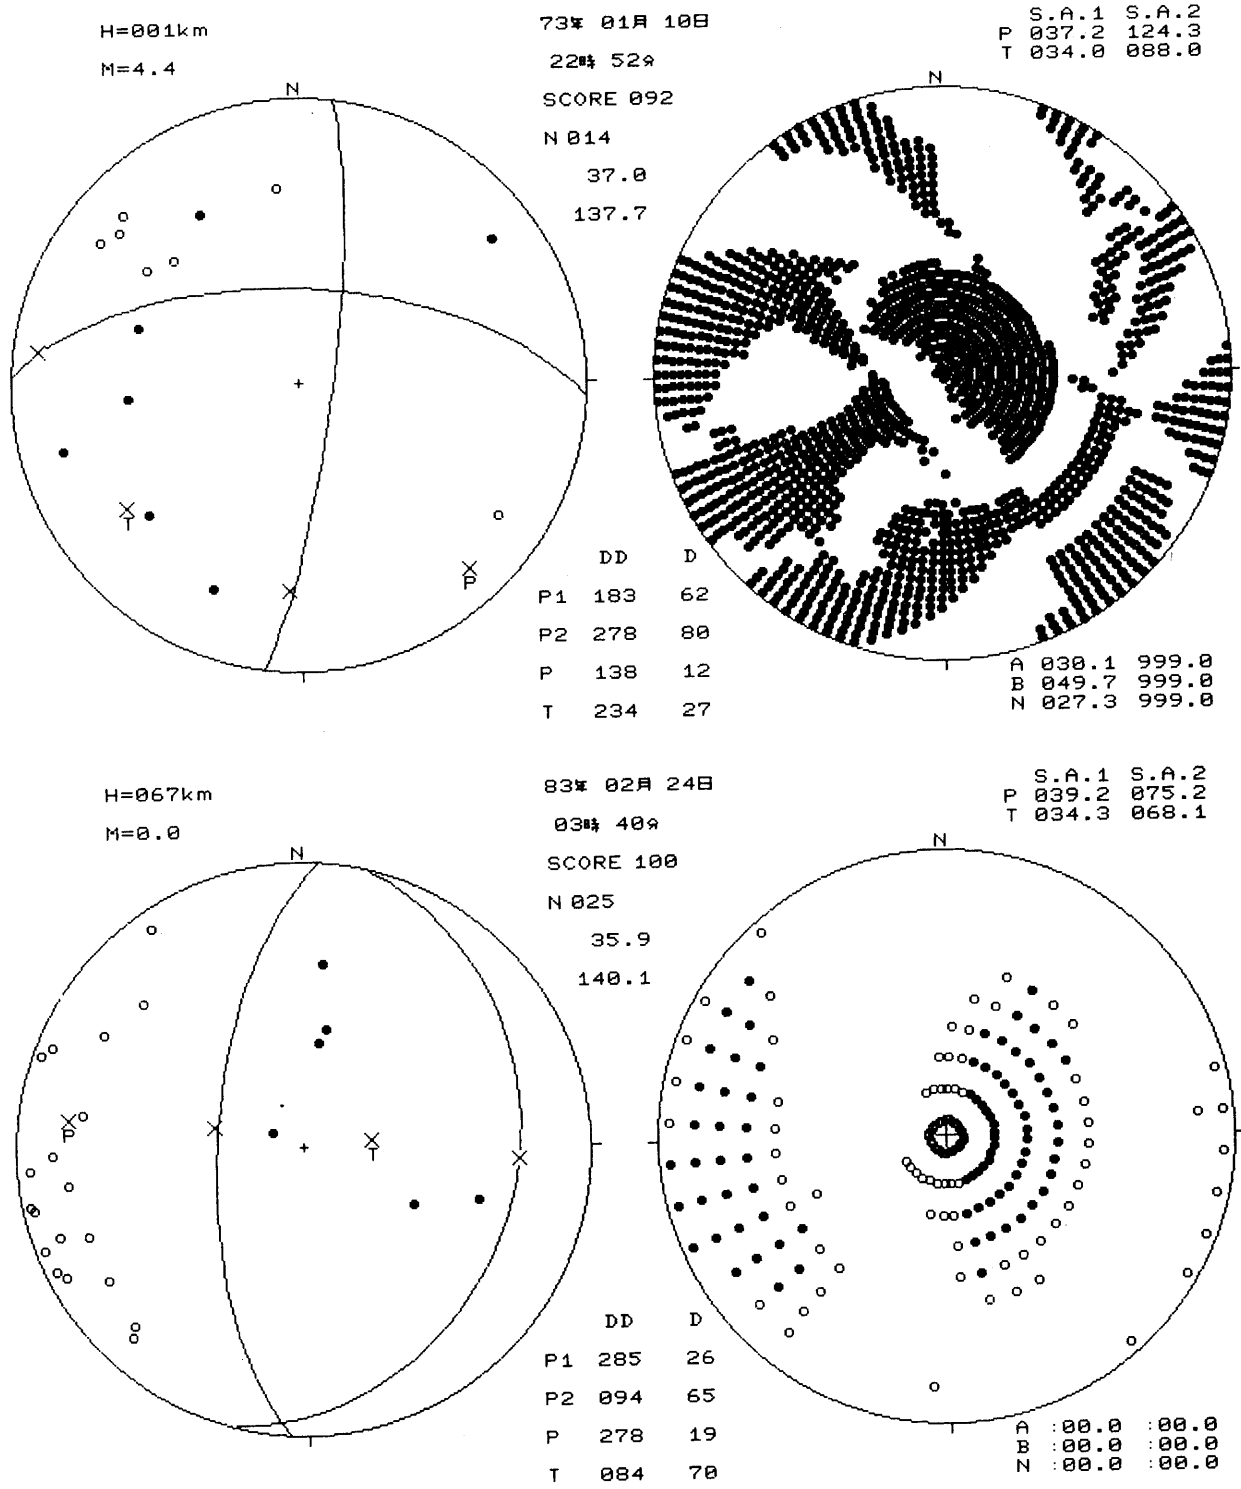 H=001km
M=4.4
73年 01月 10日
22時 52分
SCORE 092
N 014
37.0
137.7
S.A.1 S.A.2
P 037.2 124.3
T 034.0 088.0
N
N
T
P
DD D
P1 183 62
P2 278 80
P 138 12
T 234 27
A 030.1 999.0
B 049.7 999.0
N 027.3 999.0
H=067km
M=0.0
83年 02月 24日
03時 40分
SCORE 100
N 025
35.9
140.1
S.A.1 S.A.2
P 039.2 075.2
T 034.3 068.1
N
N
P
T
DD D
P1 285 26
P2 094 65
P 278 19
T 084 70
A :00.0 :00.0
B :00.0 :00.0
N :00.0 :00.0